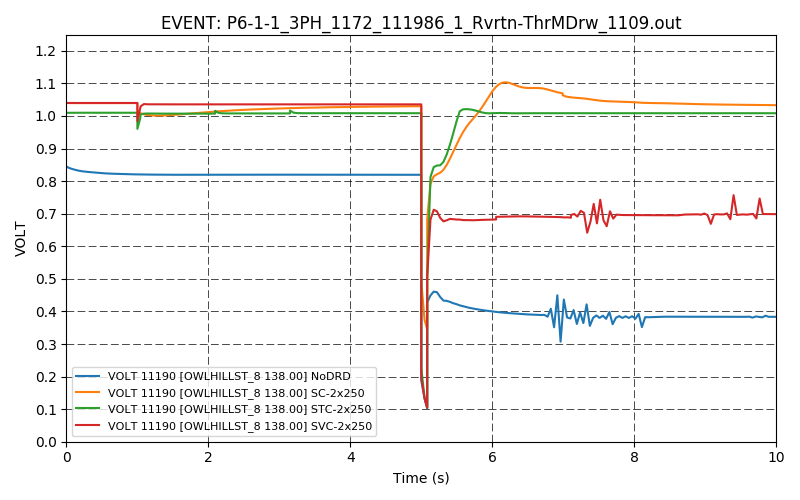 EVENT: P6-1-1_3PH_1172_111986_1_Rvrtn-ThrMDrw_1109.out
1.2
1.1
1.0
0.9
0.8
0.7
0.6
0.5
0.4
0.3
0.2
0.1
0.0
VOLT
VOLT 11190 [OWLHILLST_8 138.00] NoDRD
VOLT 11190 [OWLHILLST_8 138.00] SC-2x250
VOLT 11190 [OWLHILLST_8 138.00] STC-2x250
VOLT 11190 [OWLHILLST_8 138.00] SVC-2x250
0 2 4 6 8 10
Time (s)